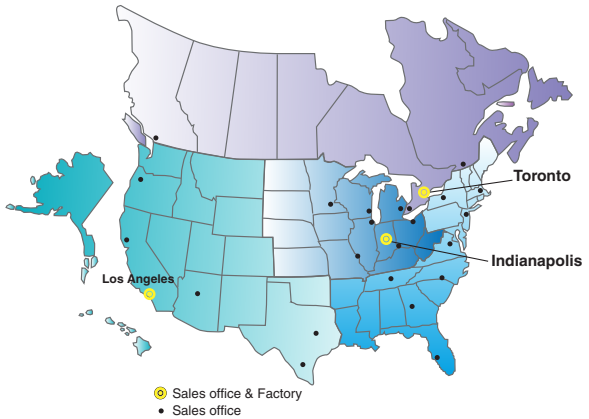 Toronto
Indianapolis
Los Angeles
Sales office & Factory
Sales office